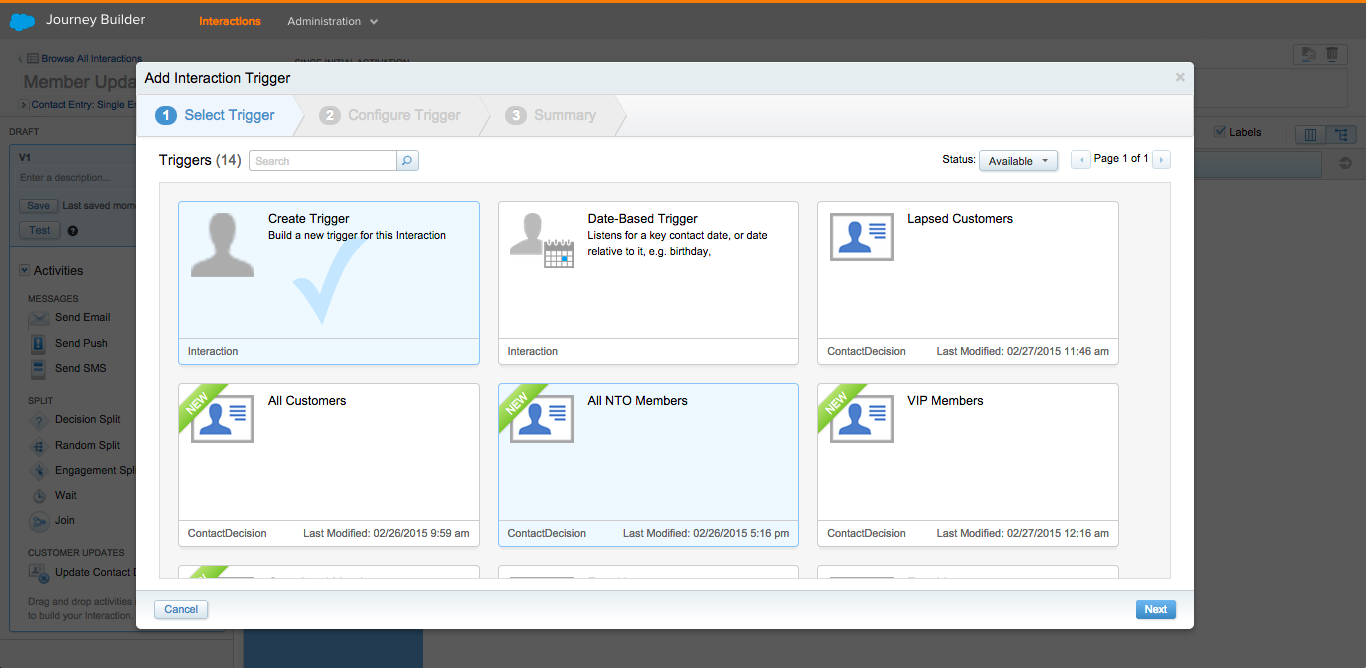 Journey Builder
Interactions
Administration
Browse All Interactions
SINCE INITIAL ACTIVATION
Member Upda
Contact Entry: Single En
DRAFT
Labels
V1
Enter a description...
Save
Last saved mom
Test
?
Activities
MESSAGES
Send Email
Send Push
Send SMS
SPLIT
Decision Split
Random Split
Engagement Spli
Wait
Join
CUSTOMER UPDATES
Update Contact D
Drag and drop activities
to build your Interaction.
Add Interaction Trigger
1 Select Trigger
2 Configure Trigger
3 Summary
Triggers (14)
Search
Status: Available
Page 1 of 1
Create Trigger
Build a new trigger for this Interaction
Interaction
Date-Based Trigger
Listens for a key contact date, or date
relative to it, e.g. birthday,
Interaction
Lapsed Customers
ContactDecision Last Modified: 02/27/2015 11:46 am
NEW
All Customers
ContactDecision Last Modified: 02/26/2015 9:59 am
NEW
All NTO Members
ContactDecision Last Modified: 02/26/2015 5:16 pm
NEW
VIP Members
ContactDecision Last Modified: 02/27/2015 12:16 am
Cancel
Next